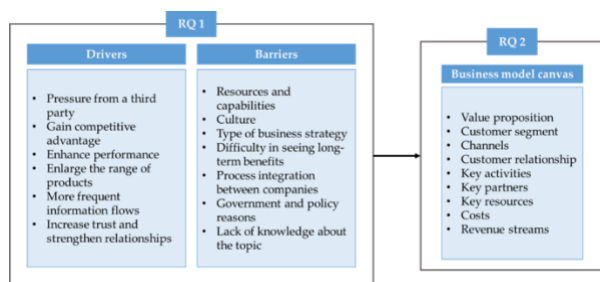 RQ 1
Drivers
• Pressure from a third
party
• Gain competitive
advantage
• Enhance performance
• Enlarge the range of
products
• More frequent
information flows
• Increase trust and
strengthen relationships
Barriers
• Resources and
capabilities
• Culture
• Type of business strategy
• Difficulty in seeing long-
term benefits
• Process integration
between companies
• Government and policy
reasons
• Lack of knowledge about
the topic
RQ 2
Business model canvas
• Value proposition
• Customer segment
• Channels
• Customer relationship
• Key activities
• Key partners
• Key resources
• Costs
• Revenue streams